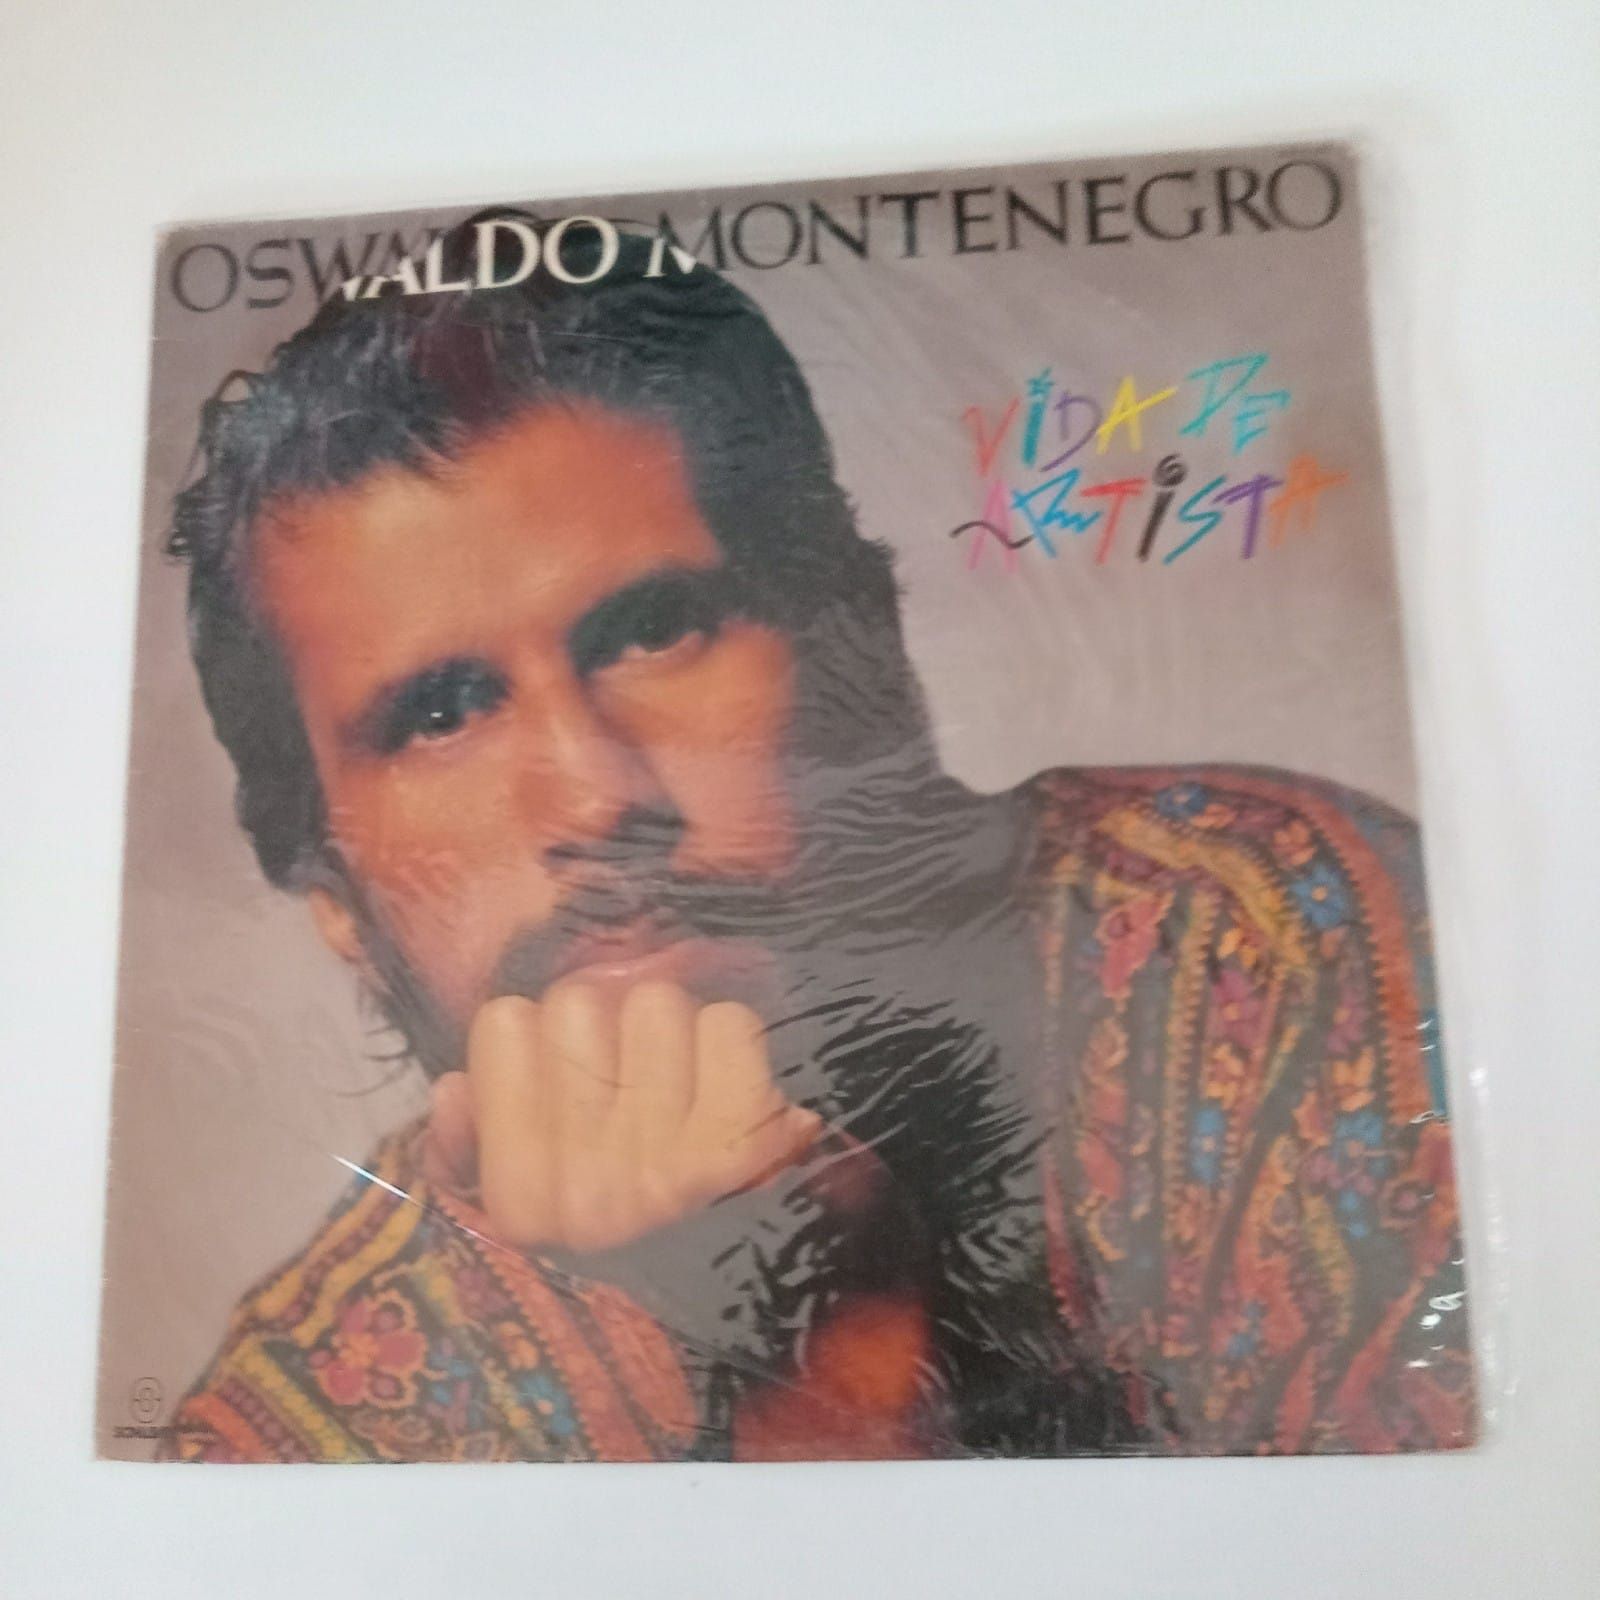 OSWALDO MONTENEGRO
VIDA DE
ARTISTA